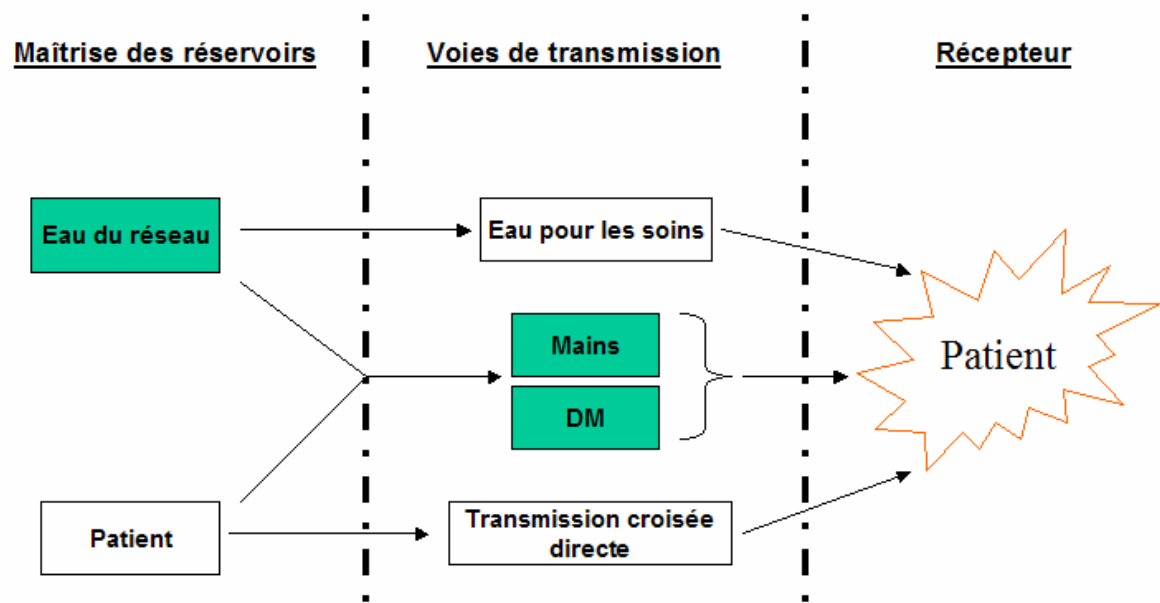 Maîtrise des réservoirs
Voies de transmission
Récepteur
Eau du réseau
Eau pour les soins
Mains
DM
Patient
Patient
Transmission croisée
directe